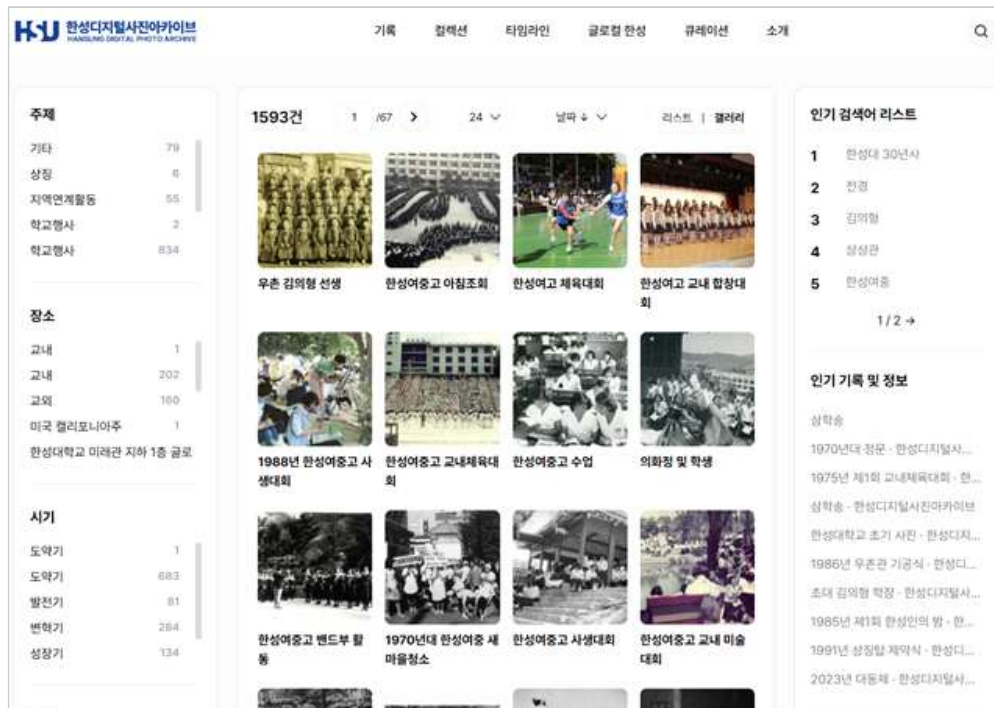 HSU 한성디지털사진아카이브
HANSUNG DIGITAL PHOTO ARCHIVE
기록 컬렉션 타임라인 글로컬 한성 큐레이션 소개
주제
기타 79
상징 6
지역연계활동 55
학교행사 2
학교행사 834
장소
교내 1
교내 202
교외 160
미국 캘리포니아주 1
한성대학교 미래관 지하 1층 글로
시기
도약기 1
도약기 683
발전기 81
변혁기 284
성장기 134
1593건 1 /67 24 날짜 ↓ 리스트 | 갤러리
우촌 김의형 선생
한성여중고 아침조회
한성여고 체육대회
한성여고 교내 합창대
회
1988년 한성여중고 사
생대회
한성여중고 교내체육대
회
한성여중고 수업
의화정 및 학생
한성여중고 밴드부 활
동
1970년대 한성여중 새
마을청소
한성여중고 사생대회
한성여중고 교내 미술
대회
인기 검색어 리스트
1 한성대 30년사
2 전경
3 김의형
4 상상관
5 한성여중
1 / 2 →
인기 기록 및 정보
삼학송
1970년대 정문 - 한성디지털사...
1975년 제1회 교내체육대회 - 한...
삼학송 - 한성디지털사진아카이브
한성대학교 초기 사진 - 한성디지...
1986년 우촌관 기공식 - 한성디...
초대 김의형 학장 - 한성디지털사...
1985년 제1회 한성인의 밤 - 한...
1991년 상징탑 제막식 - 한성디...
2023년 대동제 - 한성디지털사...